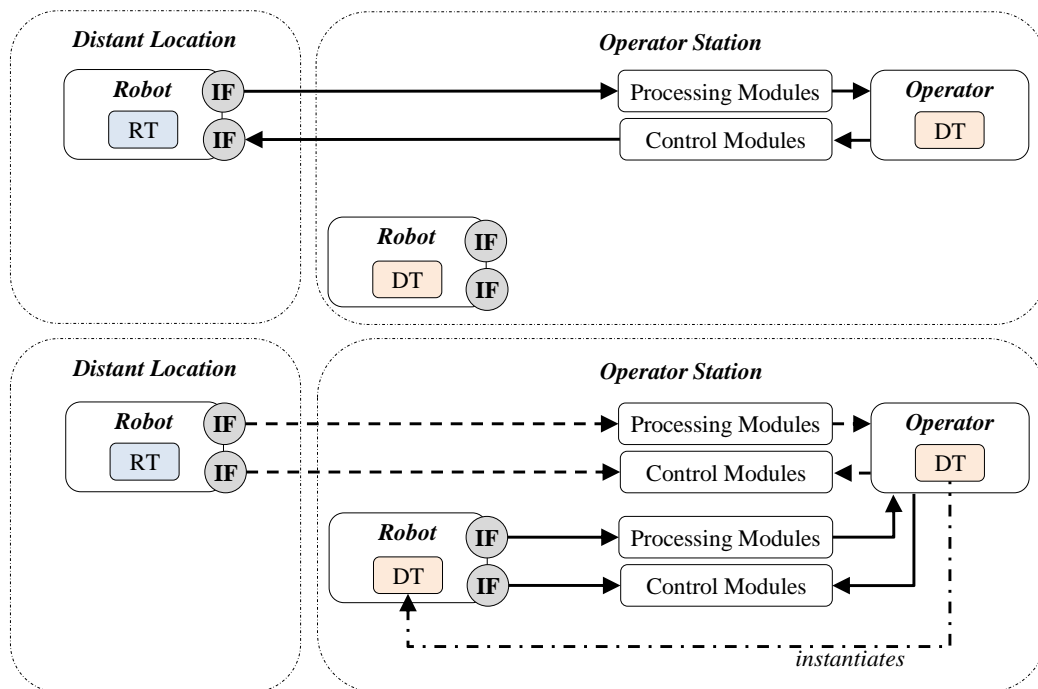 Distant Location
Operator Station
Robot
IF
Processing Modules
Operator
RT
IF
Control Modules
DT
Robot
IF
DT
IF
Distant Location
Operator Station
Robot
IF
Processing Modules
Operator
RT
IF
Control Modules
DT
Robot
IF
Processing Modules
DT
IF
Control Modules
instantiates